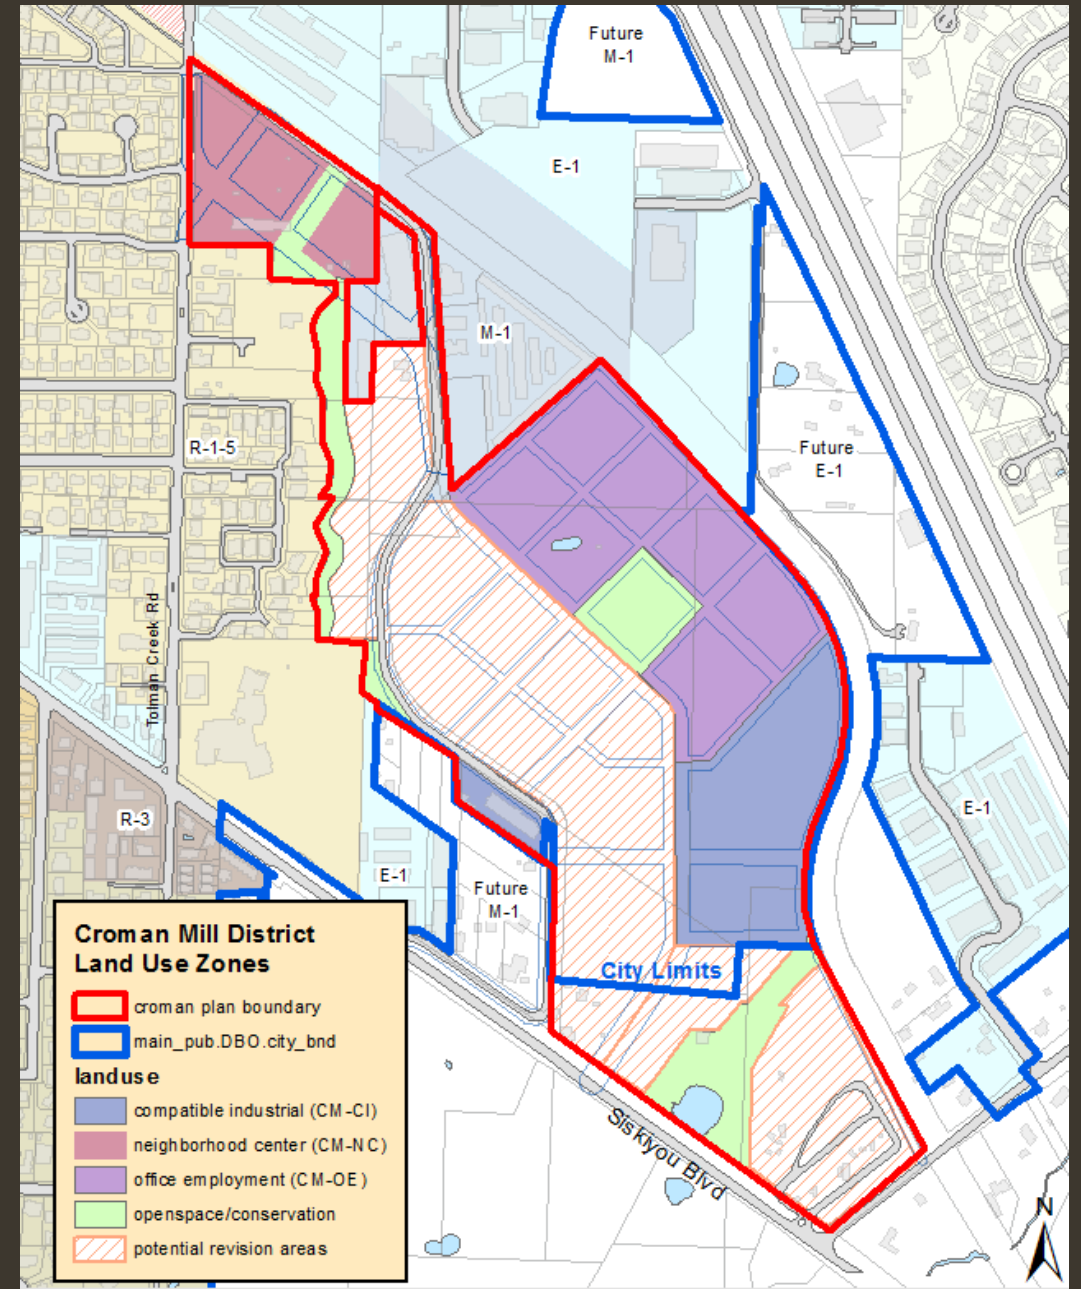 Future
M-1
E-1
M-1
R-1-5
Future
E-1
Tolman Creek Rd
R-3
E-1
E-1
Future
M-1
City Limits
Siskiyou Blvd
Croman Mill District
Land Use Zones
croman plan boundary
main_pub.DBO.city_bnd
landuse
compatible industrial (CM-CI)
neighborhood center (CM-NC)
office employment (CM-OE)
openspace/conservation
potential revision areas
N